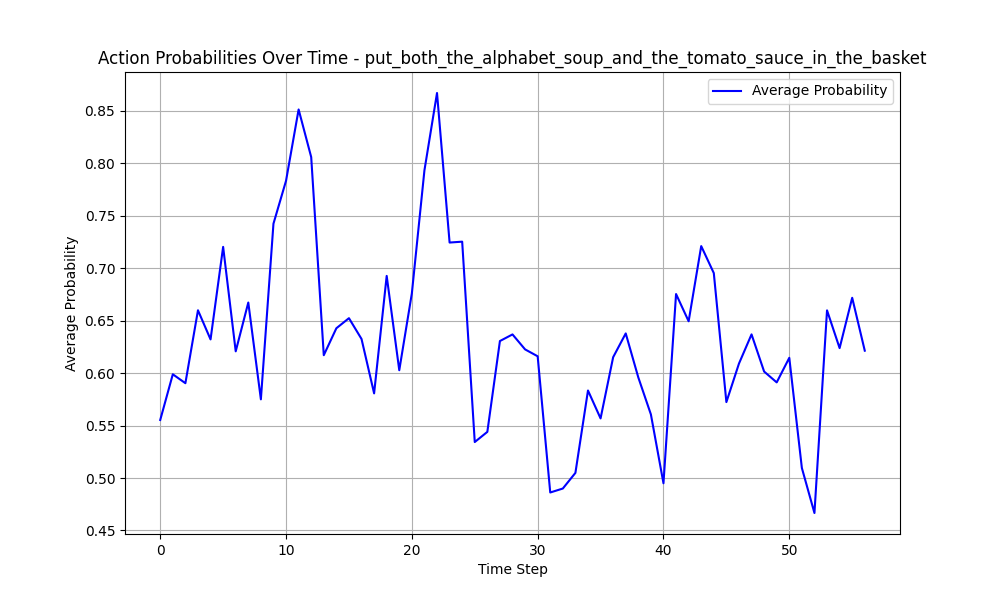 Action Probabilities Over Time - put_both_the_alphabet_soup_and_the_tomato_sauce_in_the_basket
Average Probability
0.85
0.80
0.75
0.70
0.65
0.60
0.55
0.50
0.45
Average Probability
0 10 20 30 40 50
Time Step